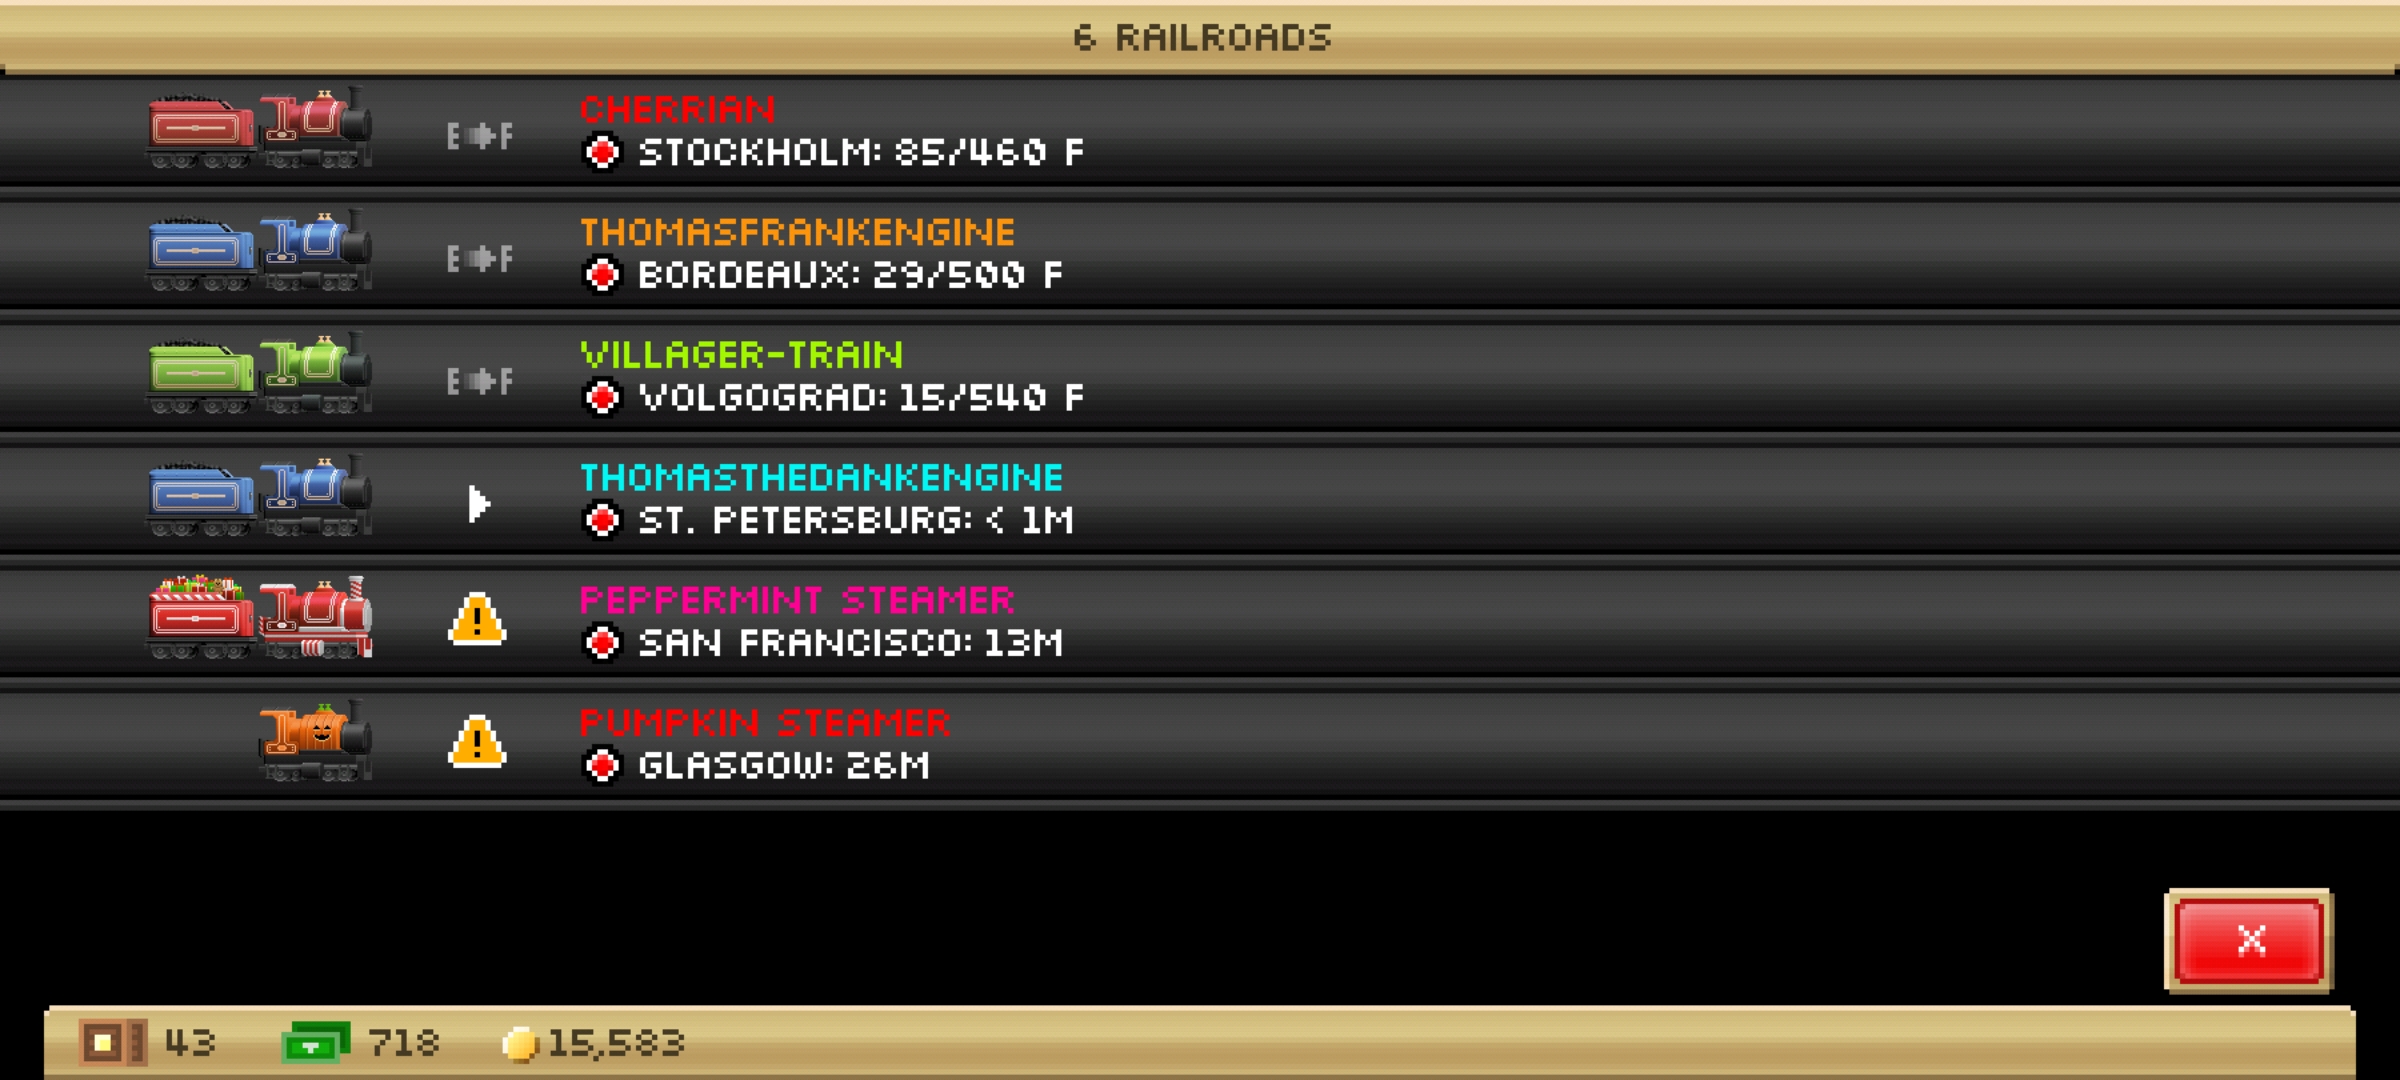 6 RAILROADS
CHERRIAN
E F
STOCKHOLM: 85/460 F
THOMASFRANKENGINE
E F
BORDEAUX: 29/500 F
VILLAGER-TRAIN
E F
VOLGOGRAD: 15/540 F
THOMASTHEDANKENGINE
ST. PETERSBURG: < 1M
PEPPERMINT STEAMER
!
SAN FRANCISCO: 13M
PUMPKIN STEAMER
!
GLASGOW: 26M
X
43 718 15,583